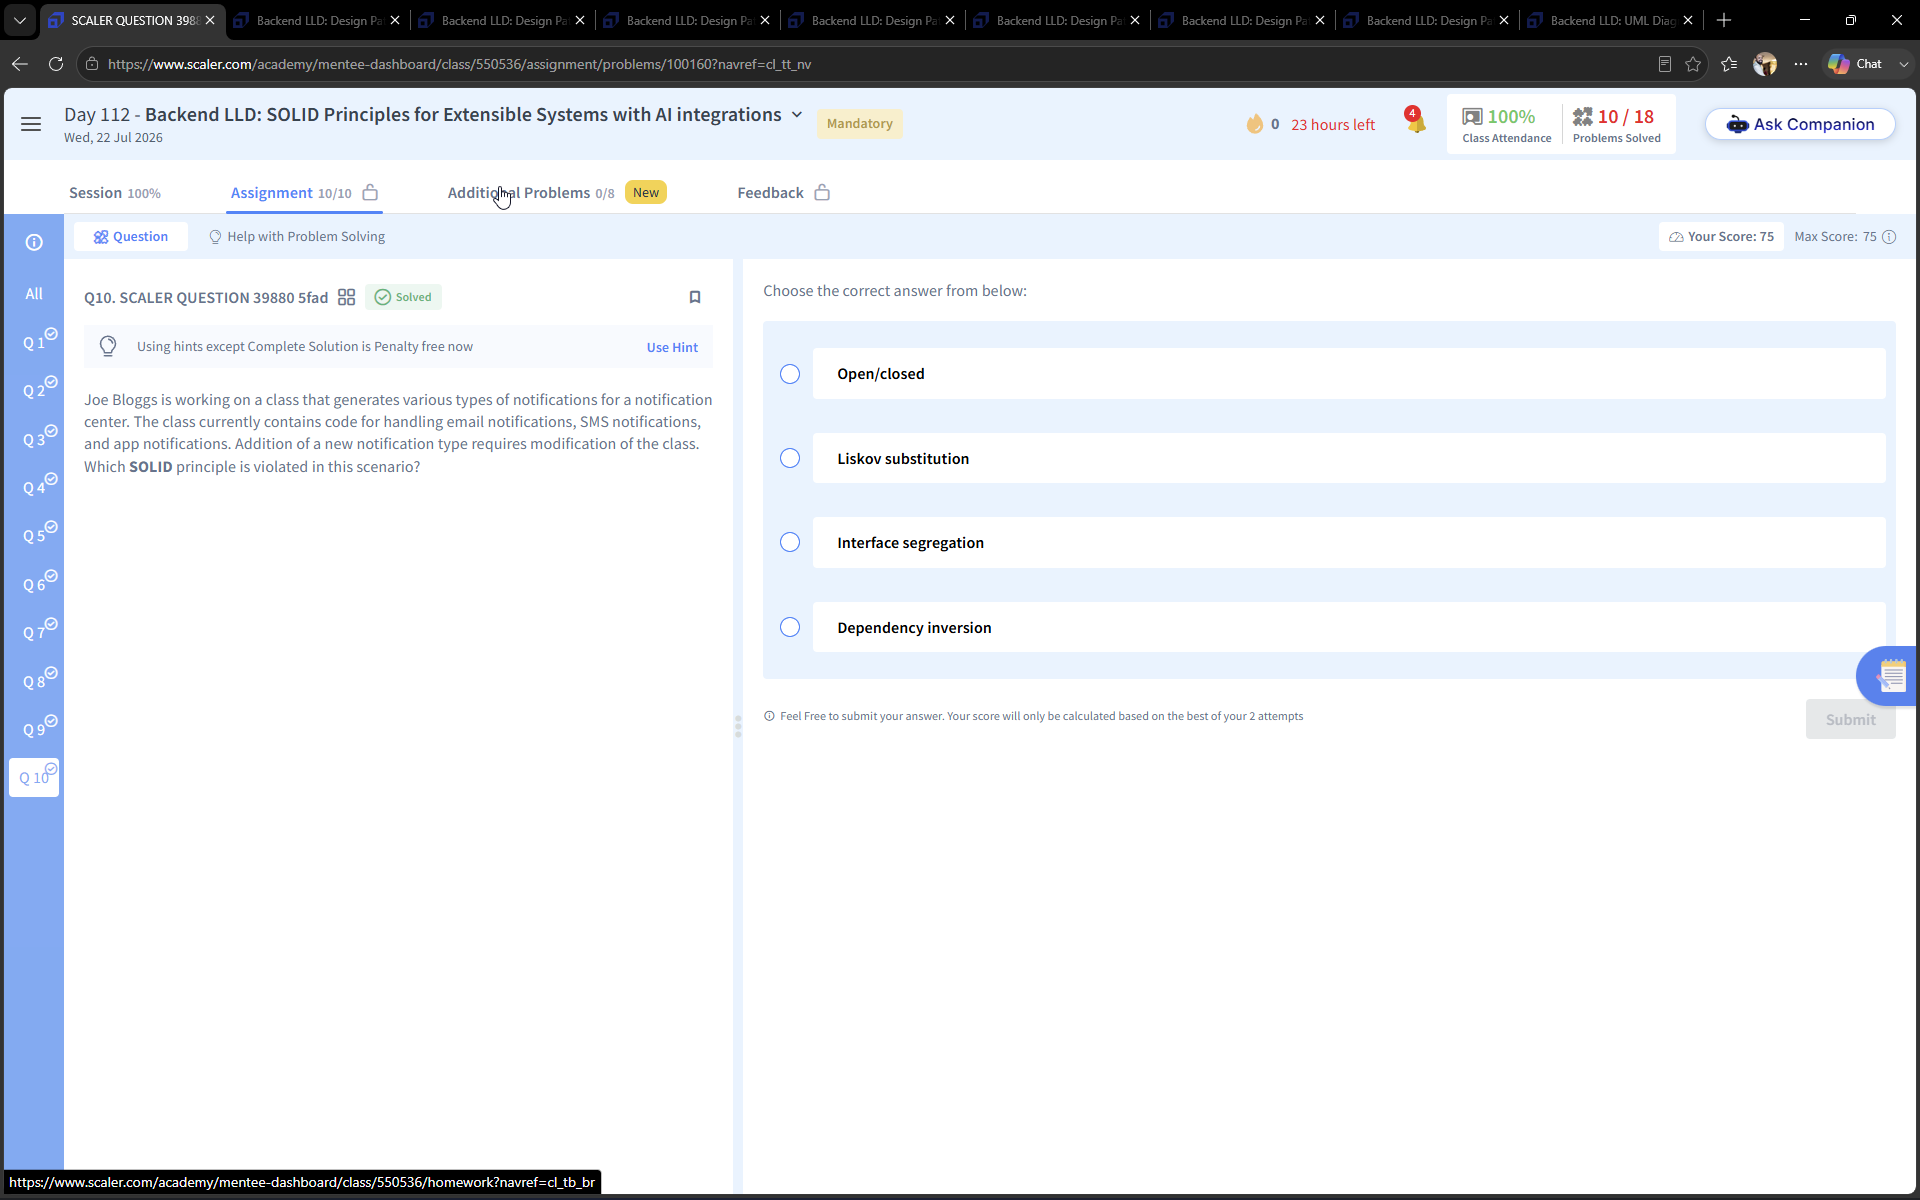 SCALER QUESTION 3988
Backend LLD: Design Pa
Backend LLD: Design Pa
Backend LLD: Design Pa
Backend LLD: Design Pa
Backend LLD: Design Pa
Backend LLD: Design Pa
Backend LLD: Design Pa
Backend LLD: UML Diag
https://www.scaler.com/academy/mentee-dashboard/class/550536/assignment/problems/100160?navref=cl_tt_nv
Chat
Day 112 - Backend LLD: SOLID Principles for Extensible Systems with AI integrations
Wed, 22 Jul 2026
Mandatory
0 23 hours left
4
100%
Class Attendance
10 / 18
Problems Solved
Ask Companion
Session 100%
Assignment 10/10
Additional Problems 0/8 New
Feedback
Question
Help with Problem Solving
Your Score: 75
Max Score: 75
All
Q 1
Q 2
Q 3
Q 4
Q 5
Q 6
Q 7
Q 8
Q 9
Q 10
Q10. SCALER QUESTION 39880 5fad
Solved
Using hints except Complete Solution is Penalty free now
Use Hint
Joe Bloggs is working on a class that generates various types of notifications for a notification
center. The class currently contains code for handling email notifications, SMS notifications,
and app notifications. Addition of a new notification type requires modification of the class.
Which SOLID principle is violated in this scenario?
Choose the correct answer from below:
Open/closed
Liskov substitution
Interface segregation
Dependency inversion
Feel Free to submit your answer. Your score will only be calculated based on the best of your 2 attempts
Submit
https://www.scaler.com/academy/mentee-dashboard/class/550536/homework?navref=cl_tb_br